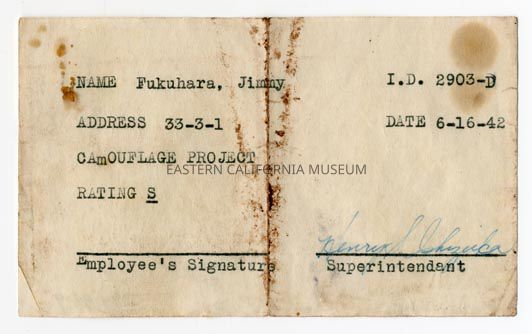 NAME Fukuhara, Jimmy I.D. 2903-D
ADDRESS 33-3-1 DATE 6-16-42
CAmOUFLAGE PROJECT
EASTERN CALIFORNIA MUSEUM
RATING S
Employee's Signature Superintendant